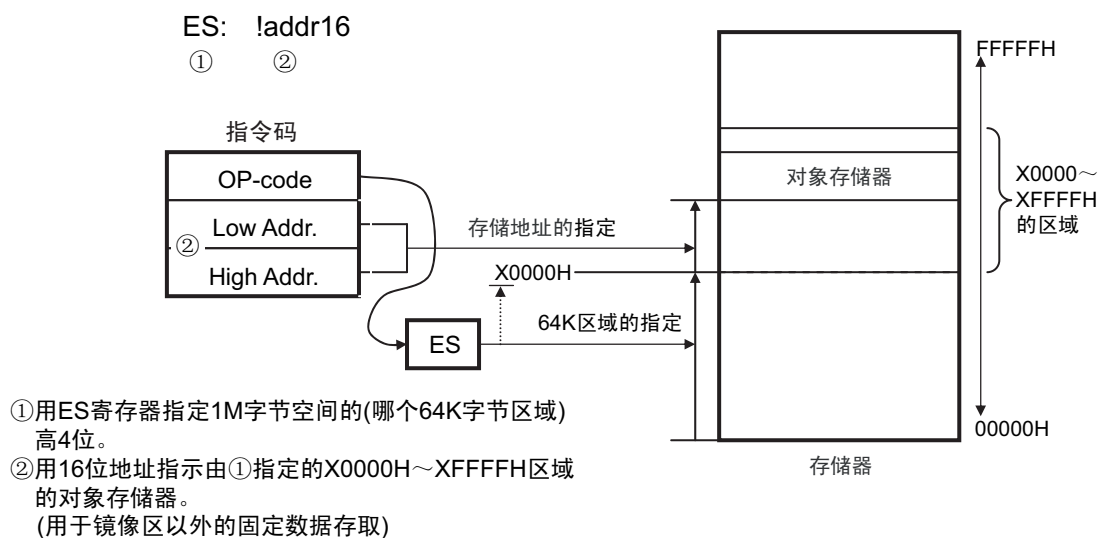 ES: !addr16
① ②
指令码
OP-code
Low Addr.
②
High Addr.
ES
存储地址的指定
X0000H
64K区域的指定
对象存储器
FFFFFH
X0000～
XFFFFH
的区域
00000H
存储器
①用ES寄存器指定1M字节空间的(哪个64K字节区域)
高4位。
②用16位地址指示由①指定的X0000H～XFFFFH区域
的对象存储器。
(用于镜像区以外的固定数据存取)